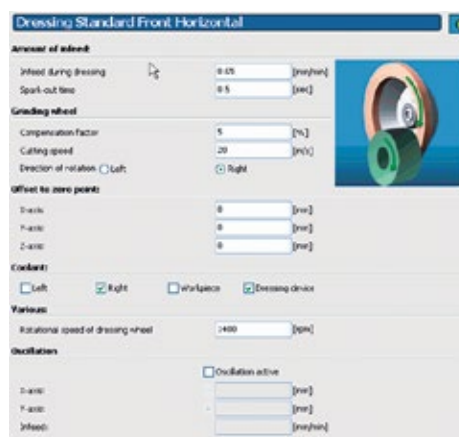 Dressing Standard Front Horizontal
Amount of infeed:
Infeed during dressing 0.05 [mm/min]
Spark-out time 0.5 [sec]
Grinding wheel
Compensation factor 5 [%]
Cutting speed 20 [m/s]
Direction of rotation Left Right
Offset to zero point:
X-axis: 0 [mm]
Y-axis: 0 [mm]
Z-axis: 0 [mm]
Coolant:
Left Right Workpiece Dressing device
Various:
Rotational speed of dressing wheel 1400 [rpm]
Oscillation
Oscillation active
X-axis: [mm]
Y-axis: [mm]
Infeed: [mm/min]